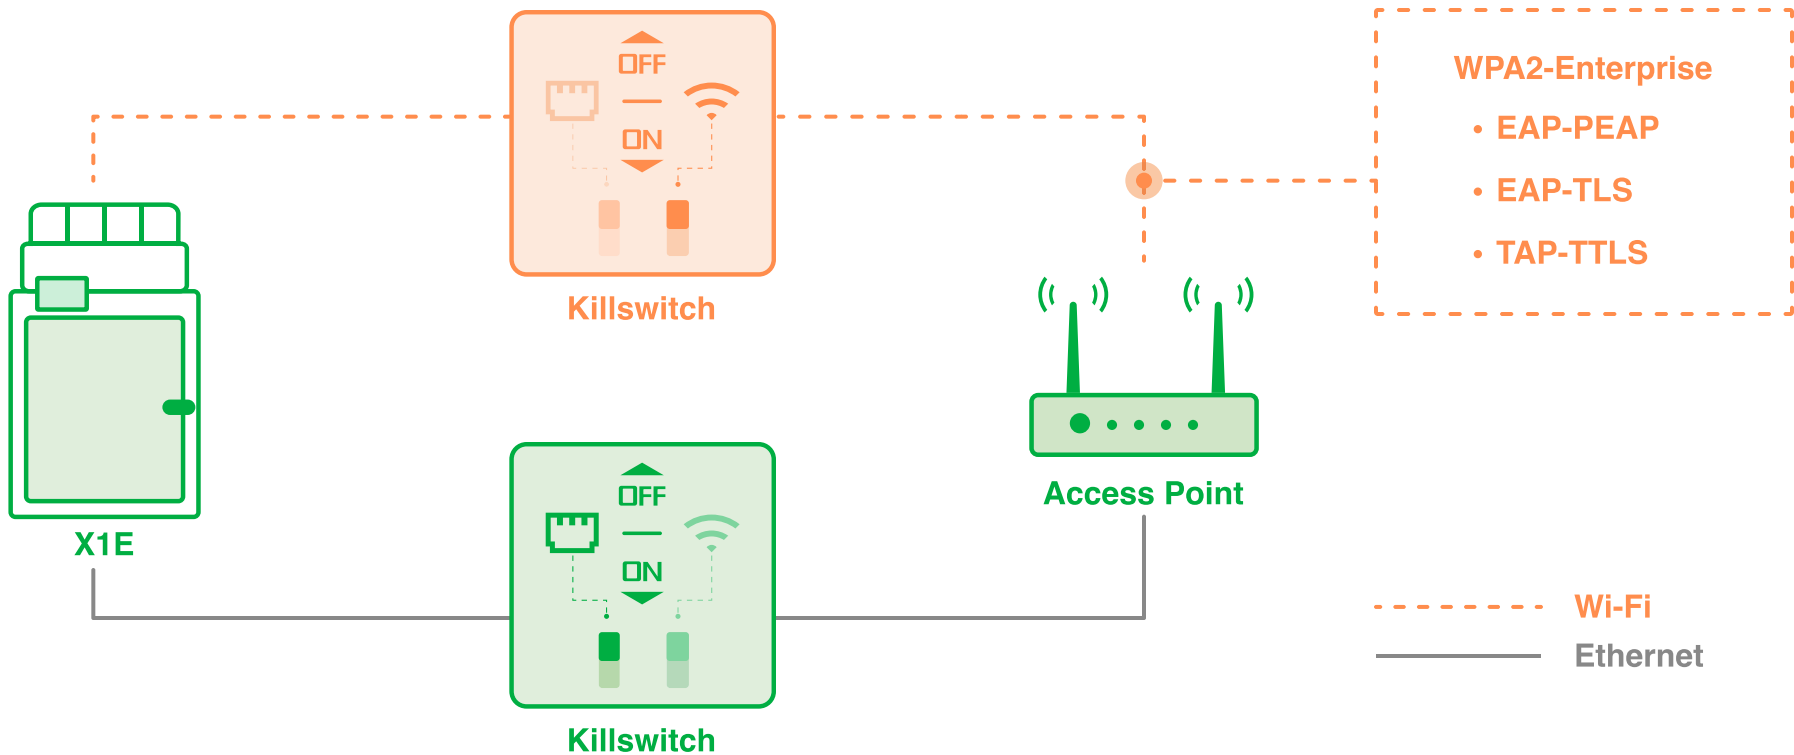 OFF
ON
Killswitch
WPA2-Enterprise
• EAP-PEAP
• EAP-TLS
• TAP-TTLS
X1E
Access Point
OFF
ON
Killswitch
Wi-Fi
Ethernet